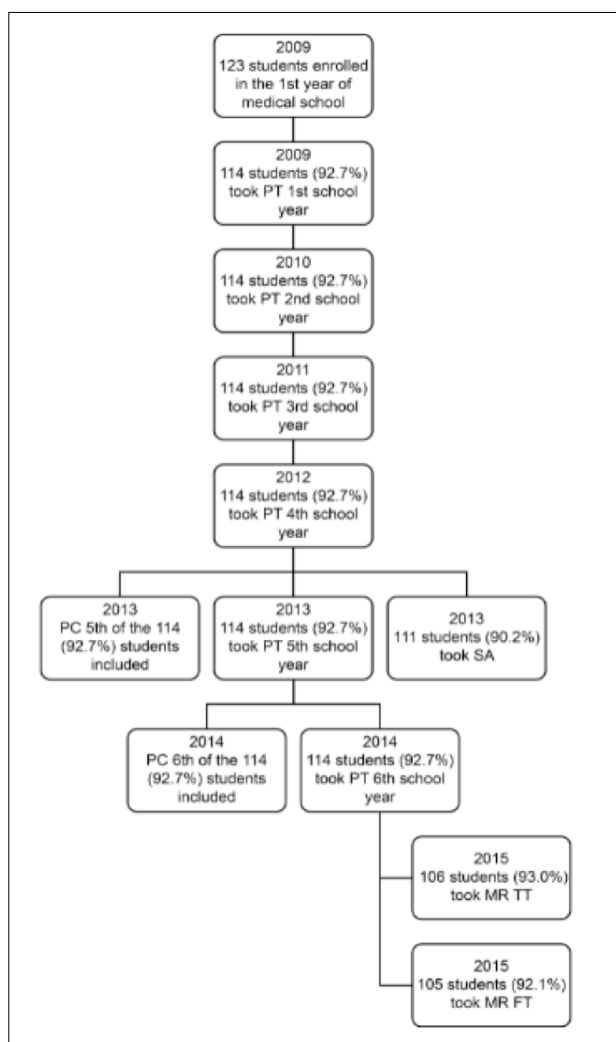 2009
123 students enrolled
in the 1st year of
medical school
2009
114 students (92.7%)
took PT 1st school
year
2010
114 students (92.7%)
took PT 2nd school
year
2011
114 students (92.7%)
took PT 3rd school
year
2012
114 students (92.7%)
took PT 4th school
year
2013
PC 5th of the 114
(92.7%) students
included
2013
114 students (92.7%)
took PT 5th school
year
2013
111 students (90.2%)
took SA
2014
PC 6th of the 114
(92.7%) students
included
2014
114 students (92.7%)
took PT 6th school
year
2015
106 students (93.0%)
took MR TT
2015
105 students (92.1%)
took MR FT